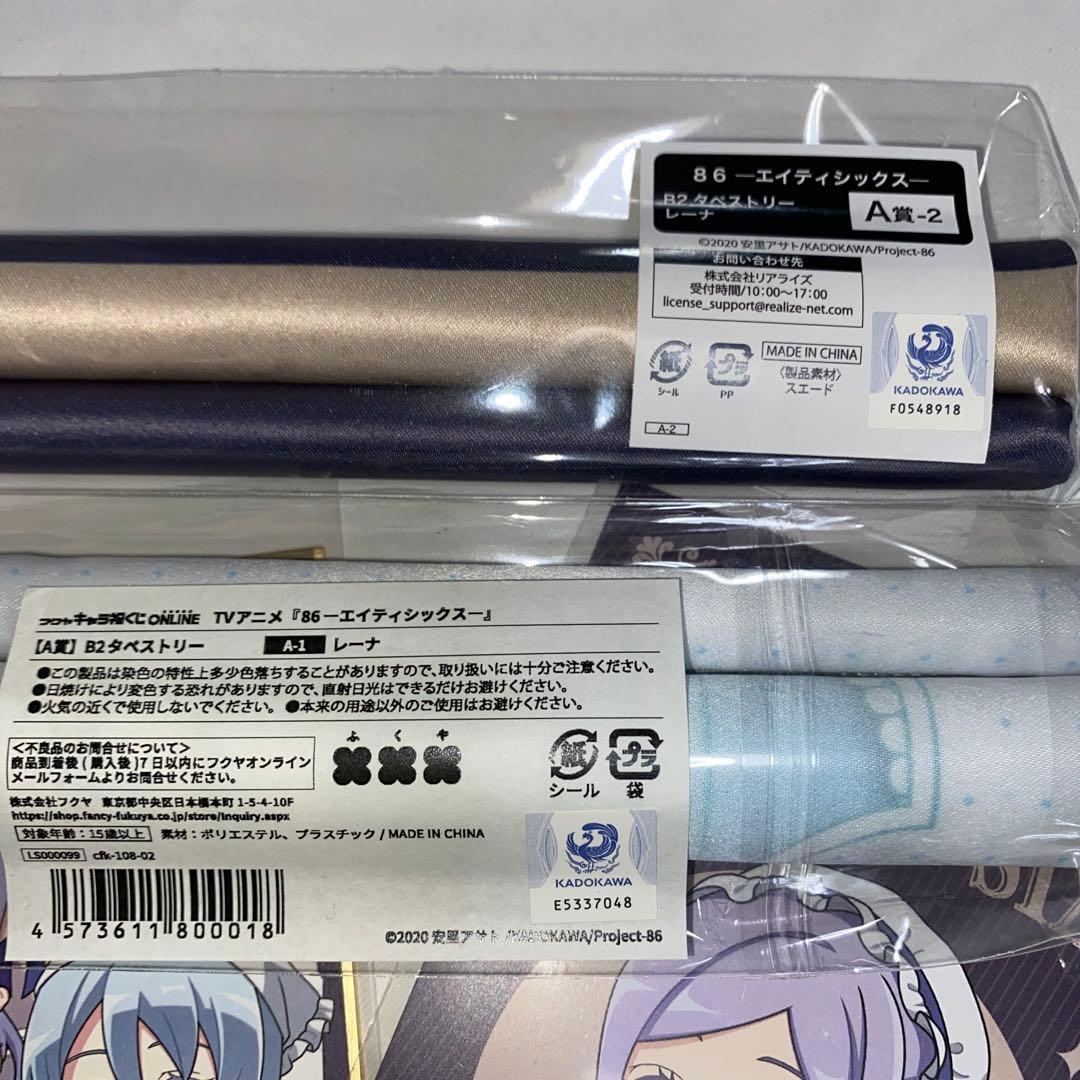 86 ―エイティシックス―
B2タペストリー
レーナ
A賞-2
©2020 安里アサト/KADOKAWA/Project-86
お問い合わせ先
株式会社リアライズ
受付時間/10:00〜17:00
license_support@realize-net.com
紙
シール
プラ
PP
MADE IN CHINA
〈製品素材〉
スエード
KADOKAWA
F0548918
A-2
フクヤキャラ福くじONLINE TVアニメ『86―エイティシックス―』
【A賞】B2タペストリー A-1 レーナ
●この製品は染色の特性上多少色落ちすることがありますので、取り扱いには十分ご注意ください。
●日焼けにより変色する恐れがありますので、直射日光はできるだけお避けください。
●火気の近くで使用しないでください。 ●本来の用途以外のご使用はお避けください。
<不良品のお問合せについて>
商品到着後(購入後)7日以内にフクヤオンライン
メールフォームよりお問合せください。
ふくや
紙
シール
プラ
袋
株式会社フクヤ 東京都中央区日本橋本町1-5-4-10F
https://shop.fancy-fukuya.co.jp/store/inquiry.aspx
対象年齢：15歳以上 素材：ポリエステル、プラスチック / MADE IN CHINA
LS000099 cfk-108-02
KADOKAWA
E5337048
4 573611 800018
©2020 安里アサト /KADOKAWA/Project-86